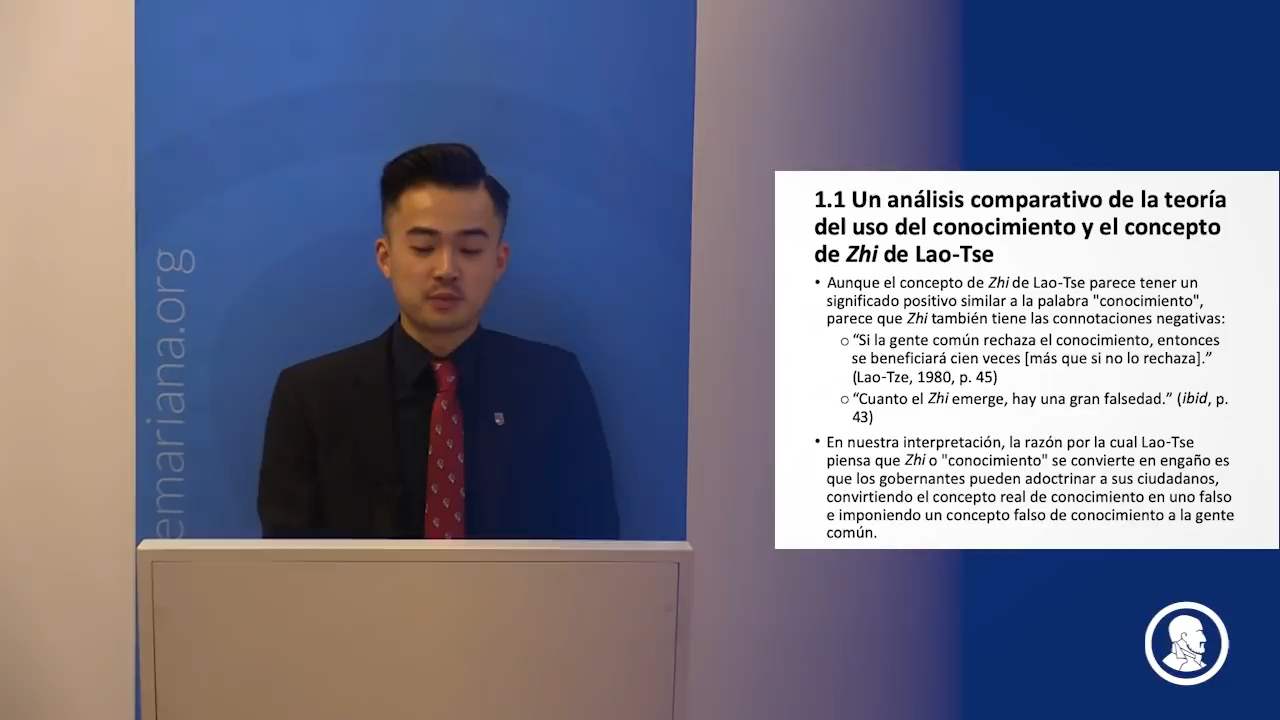 emariana.org
1.1 Un análisis comparativo de la teoría
del uso del conocimiento y el concepto
de Zhi de Lao-Tse
• Aunque el concepto de Zhi de Lao-Tse parece tener un
significado positivo similar a la palabra "conocimiento",
parece que Zhi también tiene las connotaciones negativas:
○ “Si la gente común rechaza el conocimiento, entonces
se beneficiará cien veces [más que si no lo rechaza].”
(Lao-Tze, 1980, p. 45)
○ “Cuanto el Zhi emerge, hay una gran falsedad.” (ibid, p.
43)
• En nuestra interpretación, la razón por la cual Lao-Tse
piensa que Zhi o "conocimiento" se convierte en engaño es
que los gobernantes pueden adoctrinar a sus ciudadanos,
convirtiendo el concepto real de conocimiento en uno falso
e imponiendo un concepto falso de conocimiento a la gente
común.